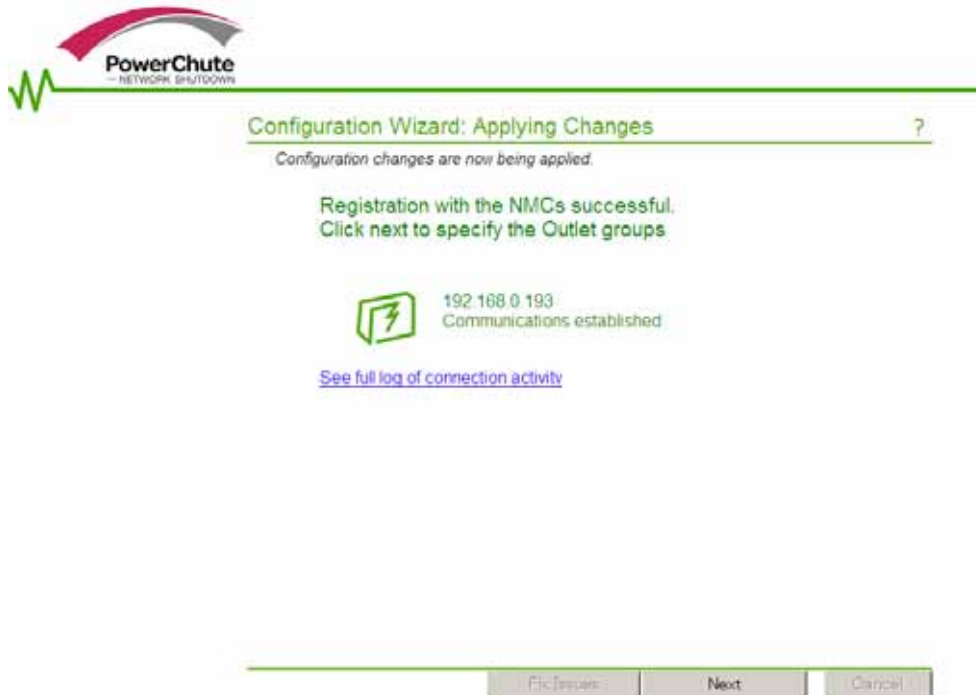 PowerChute
— NETWORK SHUTDOWN
Configuration Wizard: Applying Changes ?
Configuration changes are now being applied.
Registration with the NMCs successful.
Click next to specify the Outlet groups
192.168.0.193
Communications established
See full log of connection activity
Fix Issues Next Cancel